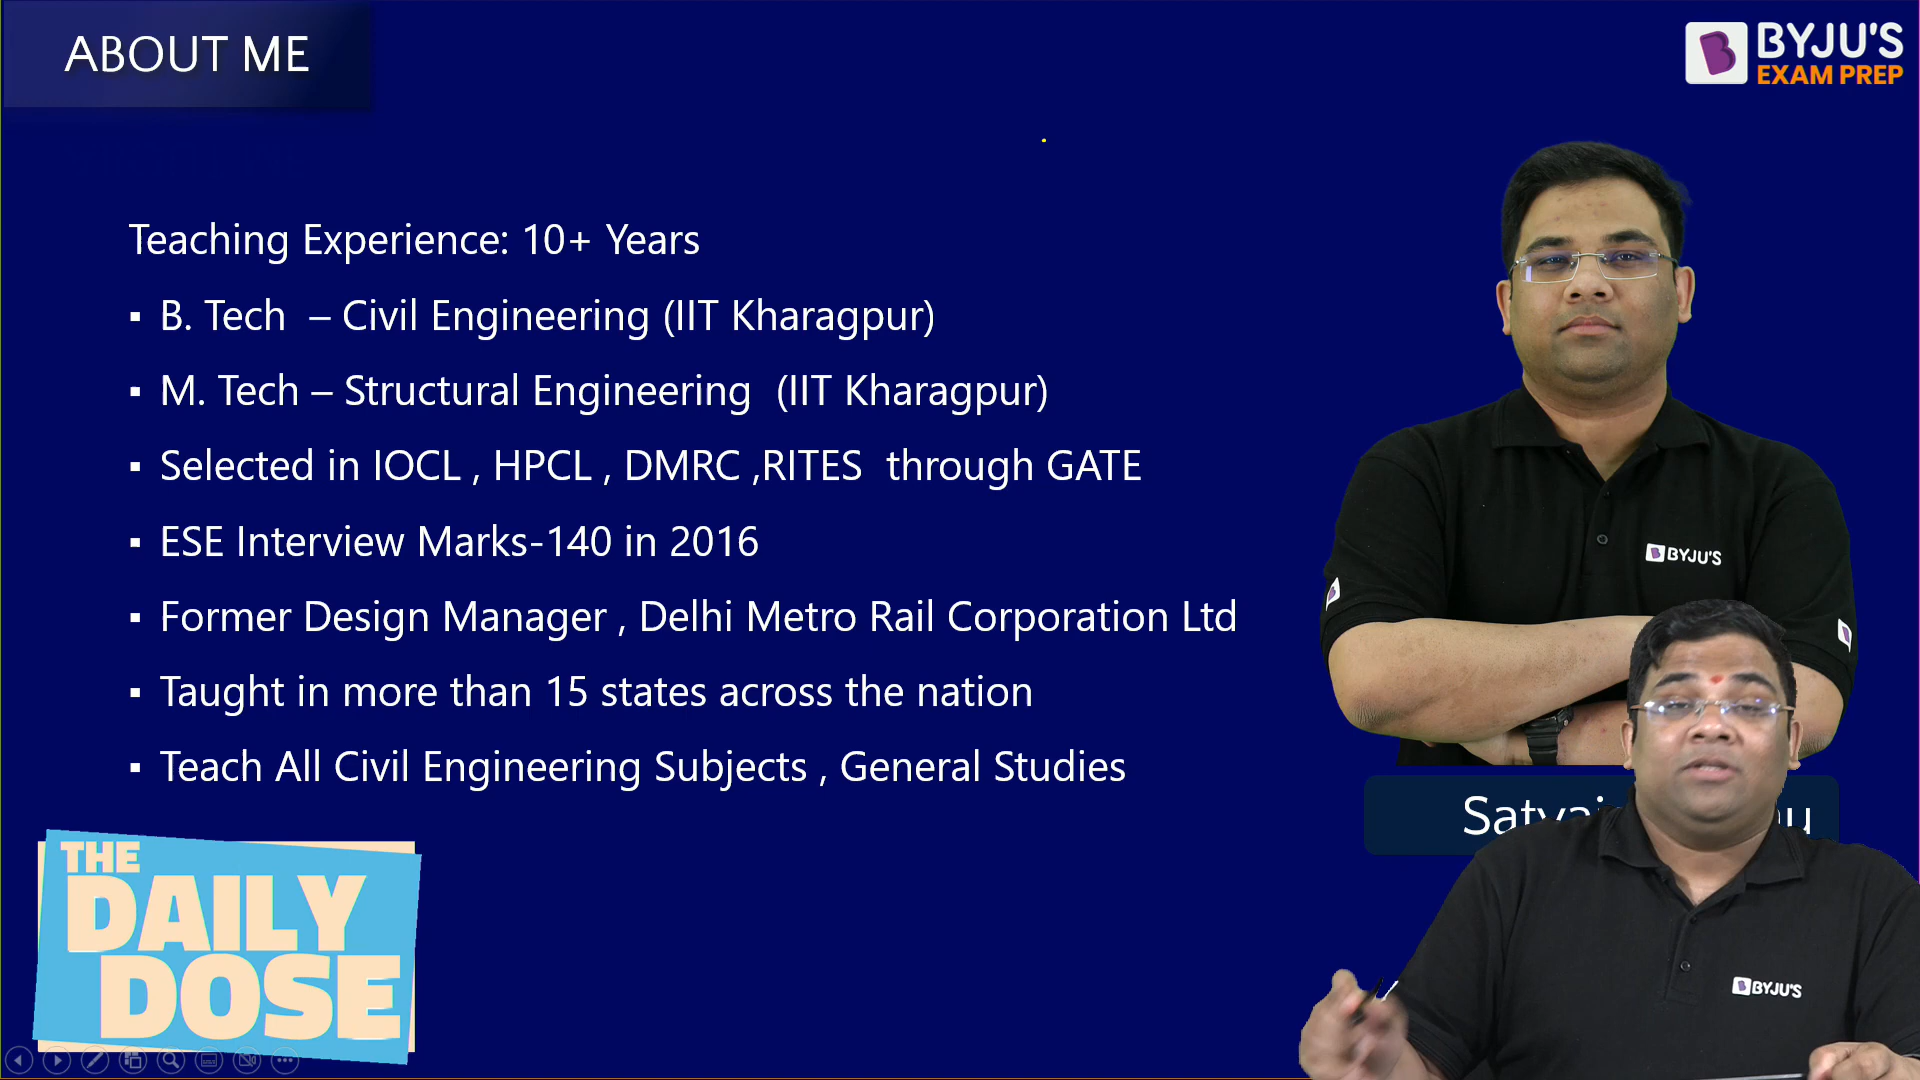 ABOUT ME
BYJU'S
EXAM PREP
Teaching Experience: 10+ Years
▪ B. Tech – Civil Engineering (IIT Kharagpur)
▪ M. Tech – Structural Engineering (IIT Kharagpur)
▪ Selected in IOCL , HPCL , DMRC ,RITES through GATE
▪ ESE Interview Marks-140 in 2016
▪ Former Design Manager , Delhi Metro Rail Corporation Ltd
▪ Taught in more than 15 states across the nation
▪ Teach All Civil Engineering Subjects , General Studies
BYJU'S
BYJU'S
THE
DAILY
DOSE